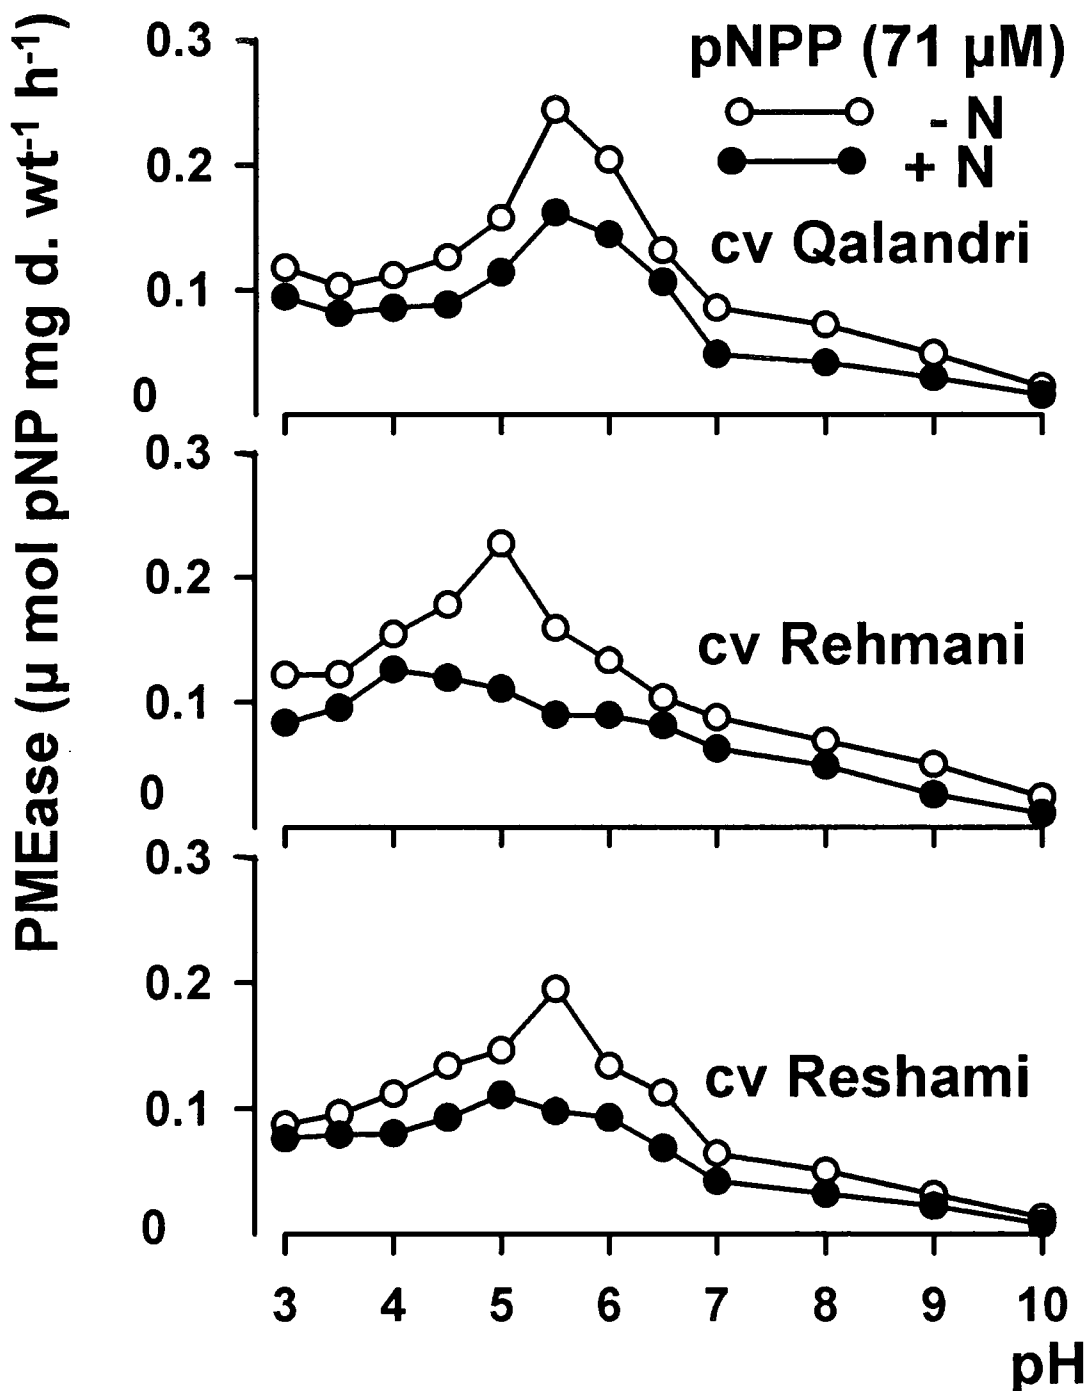 PMEase (µ mol pNP mg d. wt⁻¹ h⁻¹)
pNPP (71 µM)
- N
+ N
cv Qalandri
0.3
0.2
0.1
0
cv Rehmani
0.3
0.2
0.1
0
cv Reshami
0.3
0.2
0.1
0
3 4 5 6 7 8 9 10
pH